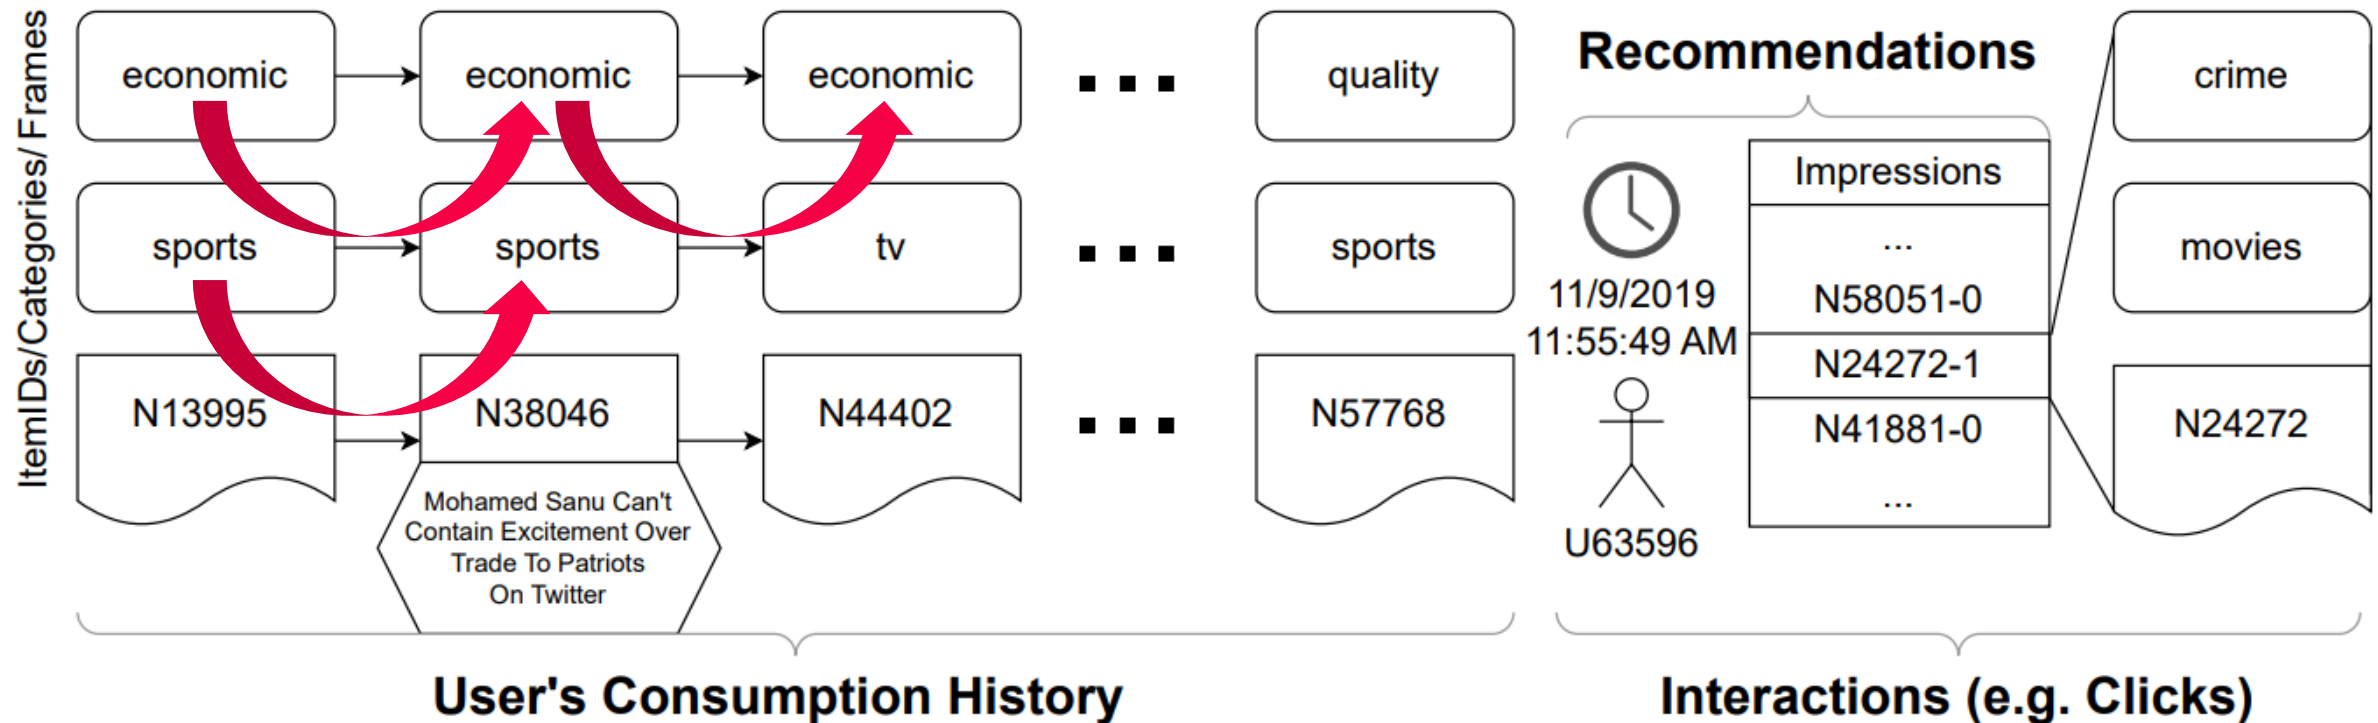 ItemIDs/Categories/ Frames
economic
economic
economic
...
quality
sports
sports
tv
...
sports
N13995
N38046
N44402
...
N57768
Mohamed Sanu Can't
Contain Excitement Over
Trade To Patriots
On Twitter
User's Consumption History
Recommendations
11/9/2019
11:55:49 AM
U63596
Impressions
...
N58051-0
N24272-1
N41881-0
...
crime
movies
N24272
Interactions (e.g. Clicks)